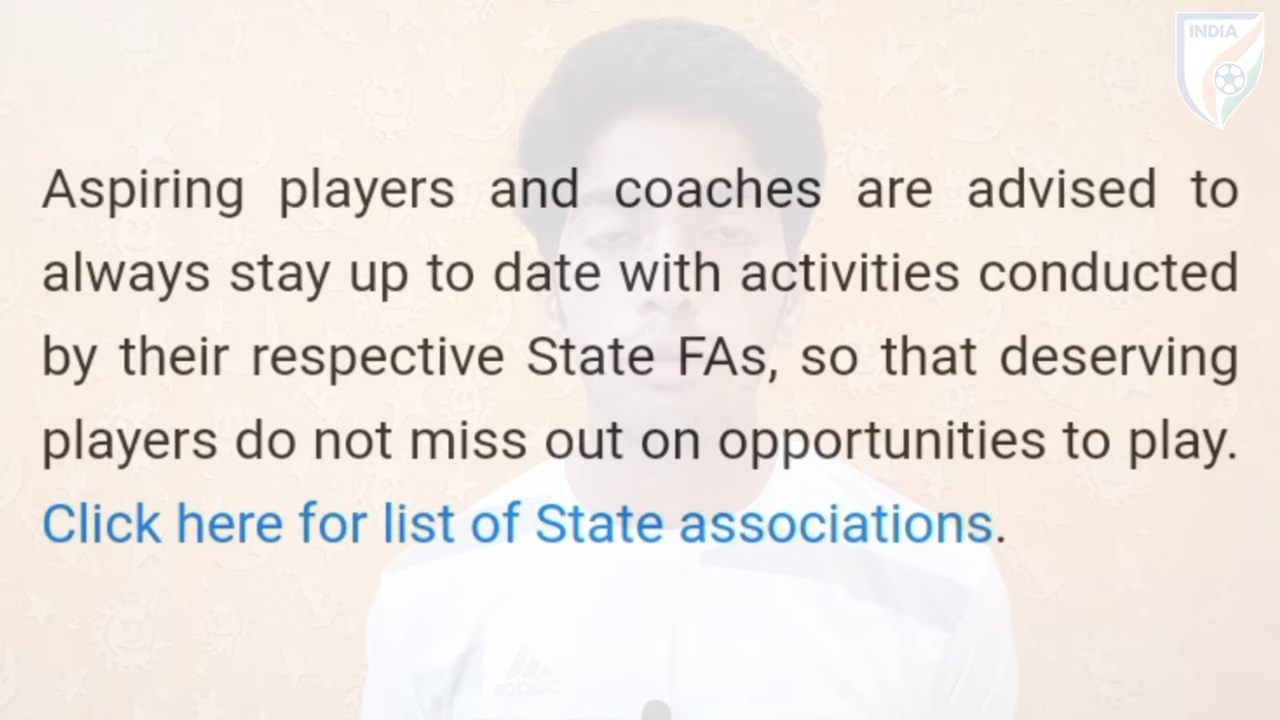 INDIA
Aspiring players and coaches are advised to
always stay up to date with activities conducted
by their respective State FAs, so that deserving
players do not miss out on opportunities to play.
Click here for list of State associations.
adidas